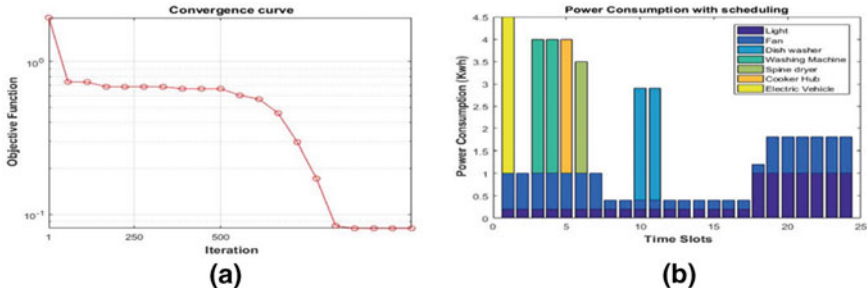 Convergence curve
10⁰
10⁻¹
Objective Function
1
250
500
Iteration
(a)
Power Consumption with scheduling
4.5
4
3.5
3
2.5
2
1.5
1
0.5
0
Power Consumption (Kwh)
Light
Fan
Dish washer
Washing Machine
Spine dryer
Cooker Hub
Electric Vehicle
0
5
10
15
20
25
Time Slots
(b)